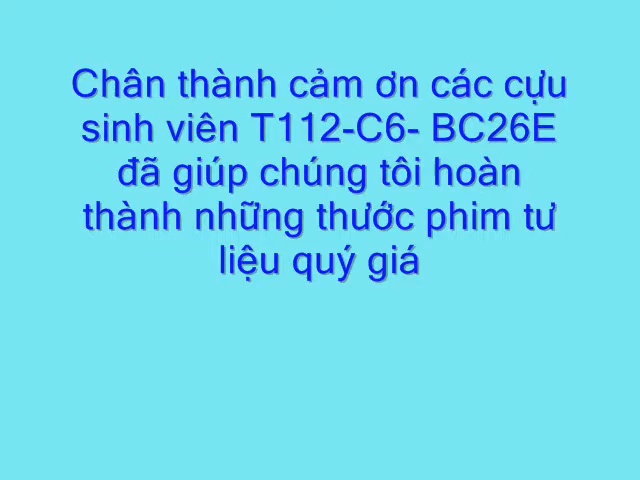 Chân thành cảm ơn các cựu
sinh viên T112-C6- BC26E
đã giúp chúng tôi hoàn
thành những thước phim tư
liệu quý giá